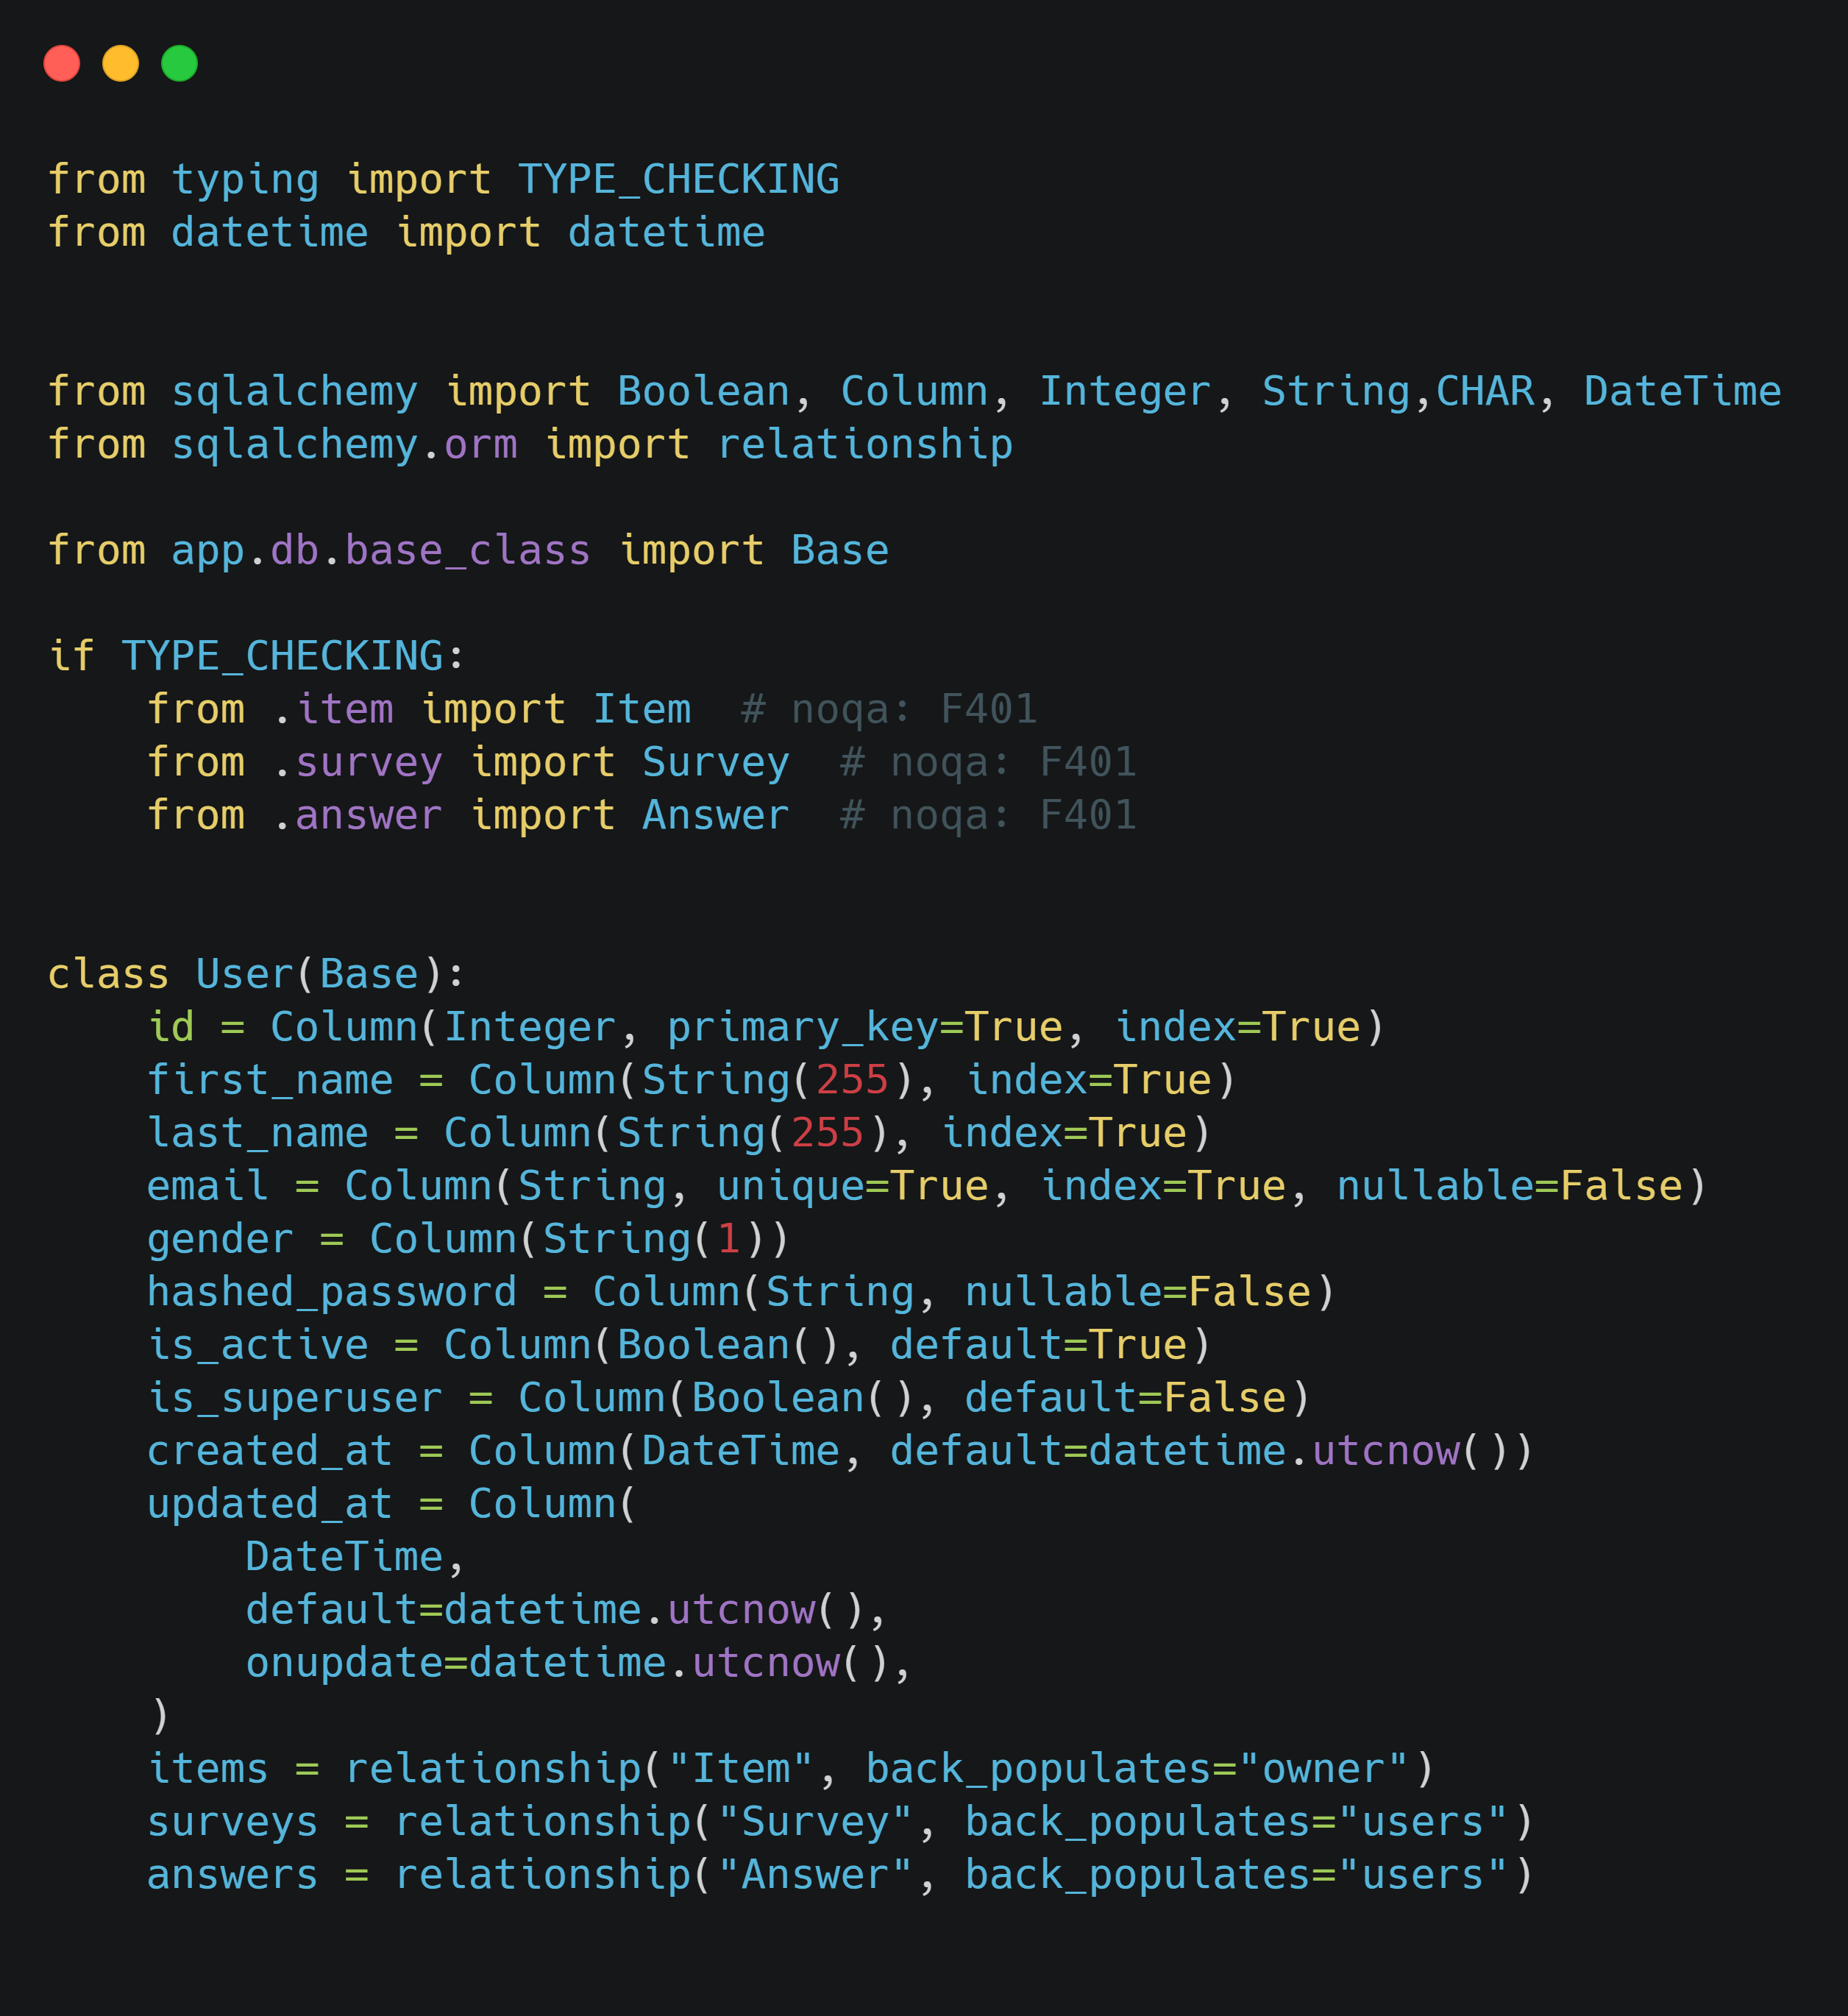 from typing import TYPE_CHECKING
from datetime import datetime
from sqlalchemy import Boolean, Column, Integer, String,CHAR, DateTime
from sqlalchemy.orm import relationship
from app.db.base_class import Base
if TYPE_CHECKING:
    from .item import Item  # noqa: F401
    from .survey import Survey  # noqa: F401
    from .answer import Answer  # noqa: F401
class User(Base):
    id = Column(Integer, primary_key=True, index=True)
    first_name = Column(String(255), index=True)
    last_name = Column(String(255), index=True)
    email = Column(String, unique=True, index=True, nullable=False)
    gender = Column(String(1))
    hashed_password = Column(String, nullable=False)
    is_active = Column(Boolean(), default=True)
    is_superuser = Column(Boolean(), default=False)
    created_at = Column(DateTime, default=datetime.utcnow())
    updated_at = Column(
        DateTime,
        default=datetime.utcnow(),
        onupdate=datetime.utcnow(),
    )
    items = relationship("Item", back_populates="owner")
    surveys = relationship("Survey", back_populates="users")
    answers = relationship("Answer", back_populates="users")